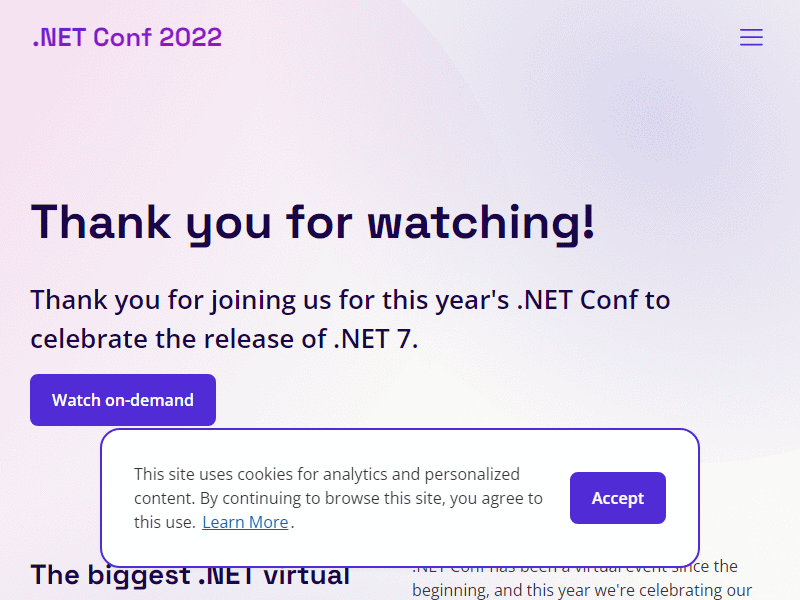 .NET Conf 2022
Thank you for watching!
Thank you for joining us for this year's .NET Conf to
celebrate the release of .NET 7.
Watch on-demand
This site uses cookies for analytics and personalized
content. By continuing to browse this site, you agree to
this use. Learn More.
Accept
The biggest .NET virtual
.NET Conf has been a virtual event since the
beginning, and this year we're celebrating our